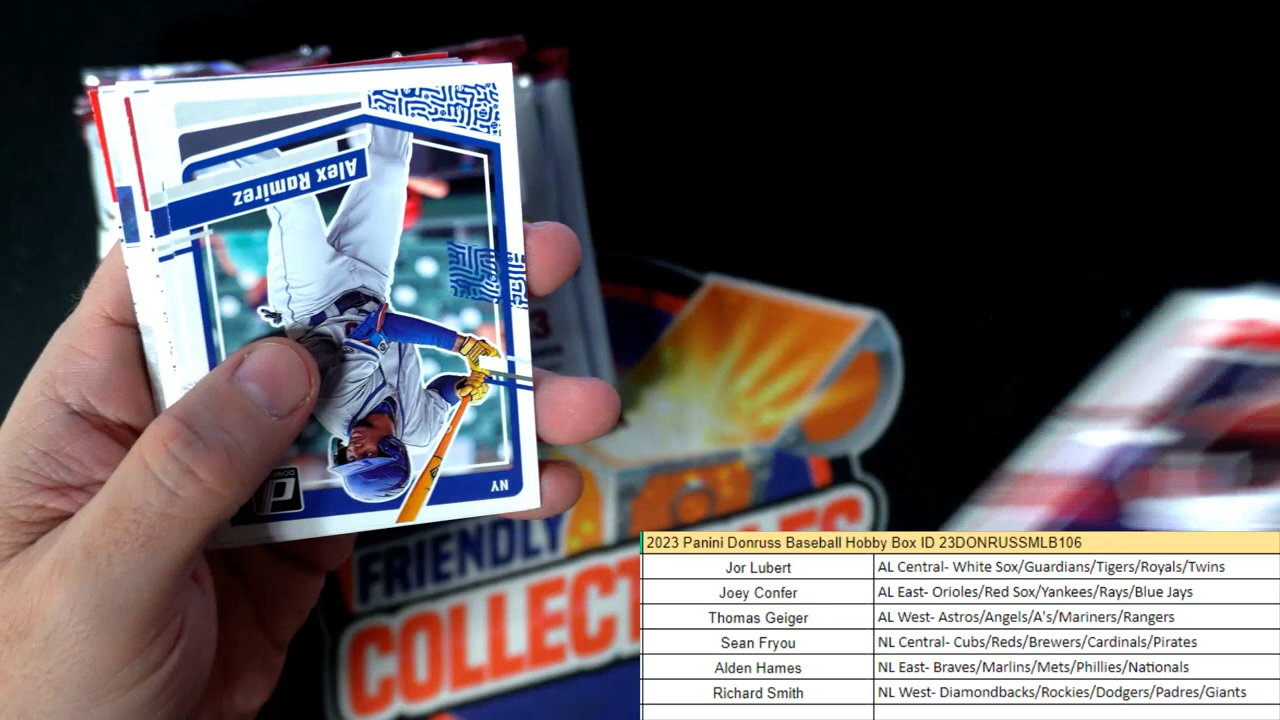 Alex Ramirez
NY
FRIENDLY
COLLECT
2023 Panini Donruss Baseball Hobby Box ID 23DONRUSSMLB106
Jor Lubert AL Central- White Sox/Guardians/Tigers/Royals/Twins
Joey Confer AL East- Orioles/Red Sox/Yankees/Rays/Blue Jays
Thomas Geiger AL West- Astros/Angels/A's/Mariners/Rangers
Sean Fryou NL Central- Cubs/Reds/Brewers/Cardinals/Pirates
Alden Hames NL East- Braves/Marlins/Mets/Phillies/Nationals
Richard Smith NL West- Diamondbacks/Rockies/Dodgers/Padres/Giants